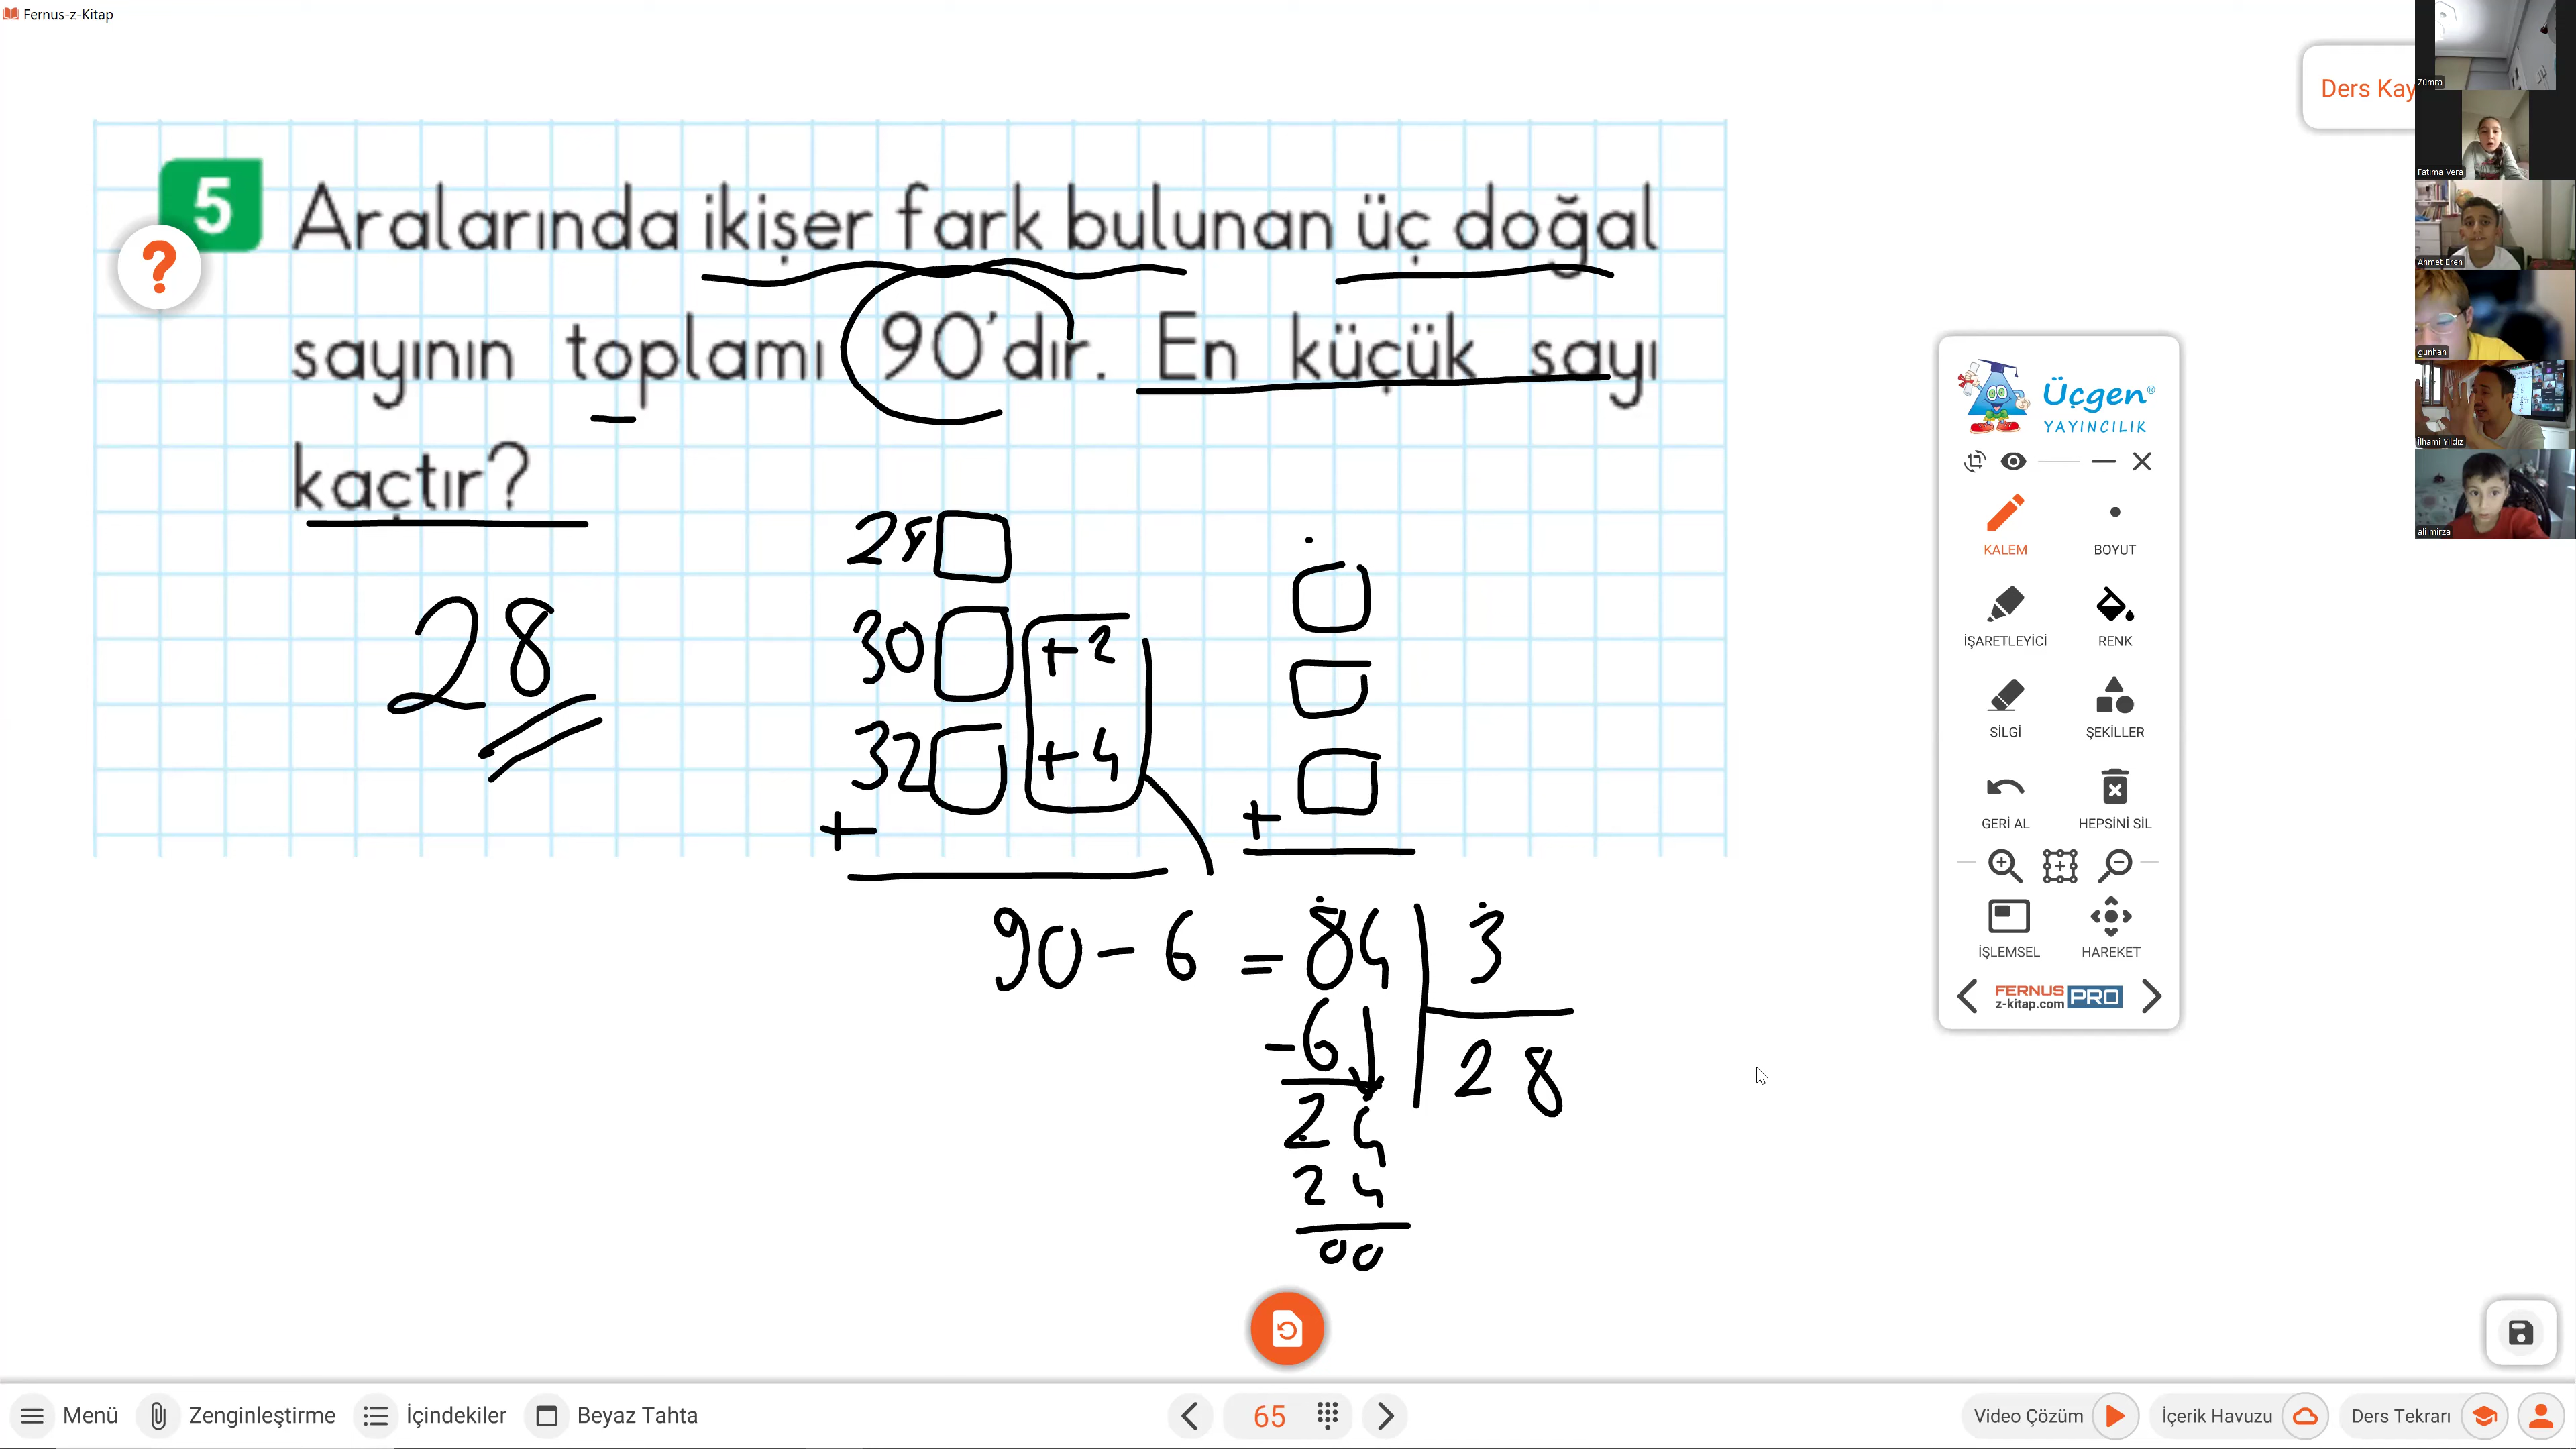 Fernus-z-Kitap
Ders Kay
5 Aralarında ikişer fark bulunan üç doğal
? sayının toplamı 90'dır. En küçük sayı
kaçtır?
28
28
30 +2
32 +4
+
+
90 - 6 = 84 3
-6
28
24
24
00
Zümra
Fatıma Vera
Ahmet Eren
gunhan
İlhami Yıldız
ali mirza
Üçgen®
YAYINCILIK
KALEM BOYUT
İŞARETLEYİCİ RENK
SİLGİ ŞEKİLLER
GERİ AL HEPSİNİ SİL
İŞLEMSEL HAREKET
FERNUS
z-kitap.com PRO
Menü Zenginleştirme İçindekiler Beyaz Tahta 65 Video Çözüm İçerik Havuzu Ders Tekrarı